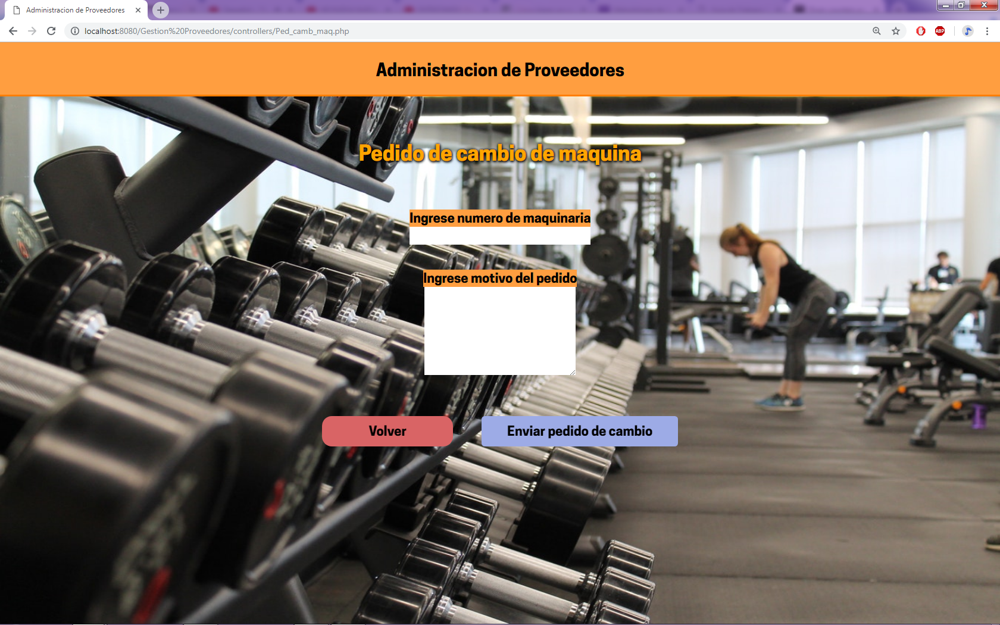 Administracion de Proveedores
localhost:8080/Gestion%20Proveedores/controllers/Ped_camb_maq.php
ABP
Administracion de Proveedores
Pedido de cambio de maquina
Ingrese numero de maquinaria
Ingrese motivo del pedido
Volver
Enviar pedido de cambio